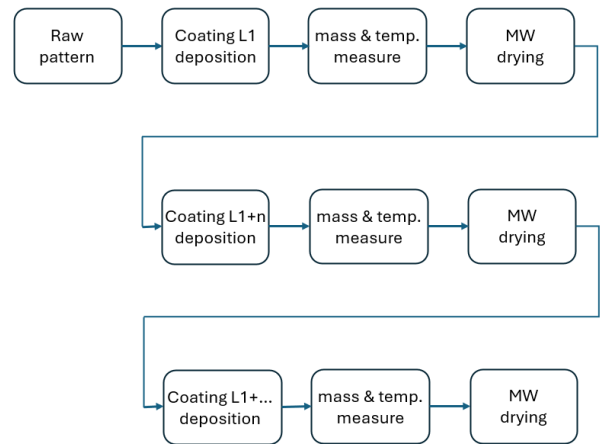 Raw
pattern
Coating L1
deposition
mass & temp.
measure
MW
drying
Coating L1+n
deposition
mass & temp.
measure
MW
drying
Coating L1+...
deposition
mass & temp.
measure
MW
drying